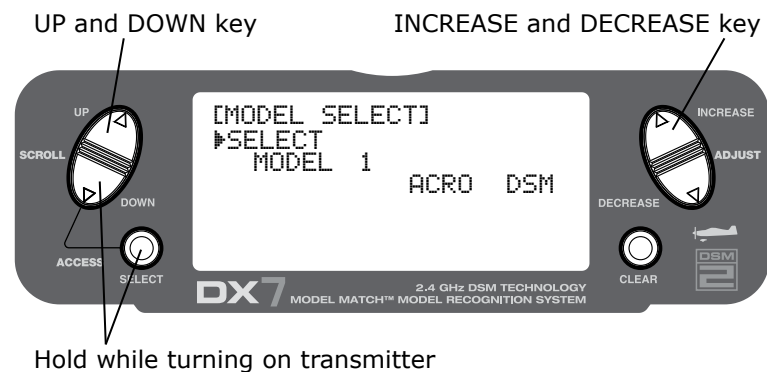 UP and DOWN key
INCREASE and DECREASE key
UP
SCROLL
DOWN
ACCESS
SELECT
[MODEL SELECT]
SELECT
MODEL 1
ACRO DSM
DX7
2.4 GHz DSM TECHNOLOGY
MODEL MATCH™ MODEL RECOGNITION SYSTEM
INCREASE
ADJUST
DECREASE
CLEAR
DSM
2
Hold while turning on transmitter